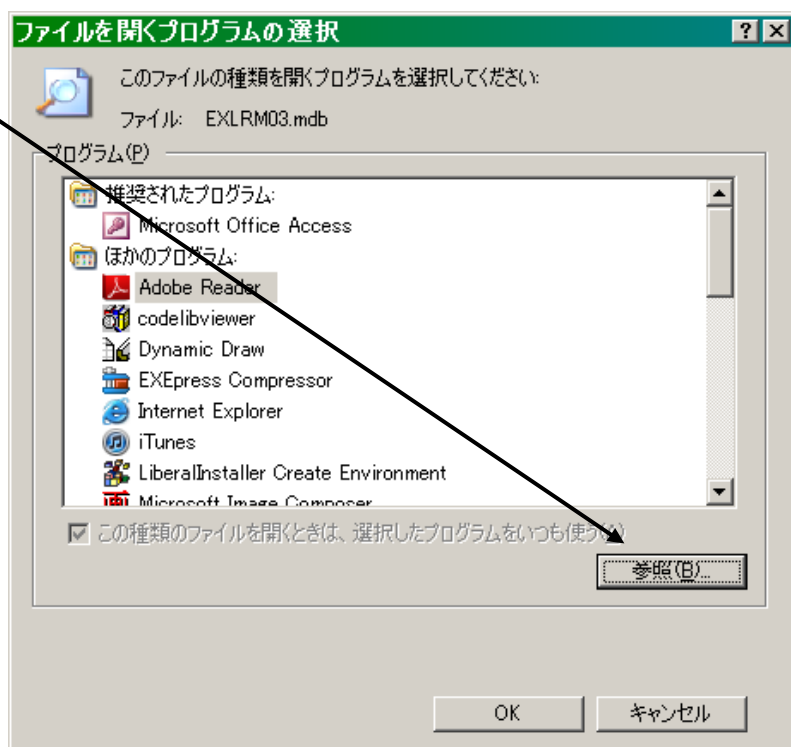 ファイルを開くプログラムの選択
このファイルの種類を開くプログラムを選択してください:
ファイル: EXLRM03.mdb
プログラム(P)
推奨されたプログラム:
Microsoft Office Access
ほかのプログラム:
Adobe Reader
codelibviewer
Dynamic Draw
EXEpress Compressor
Internet Explorer
iTunes
LiberalInstaller Create Environment
Microsoft Image Composer
この種類のファイルを開くときは、選択したプログラムをいつも使う(A)
参照(B)...
OK キャンセル